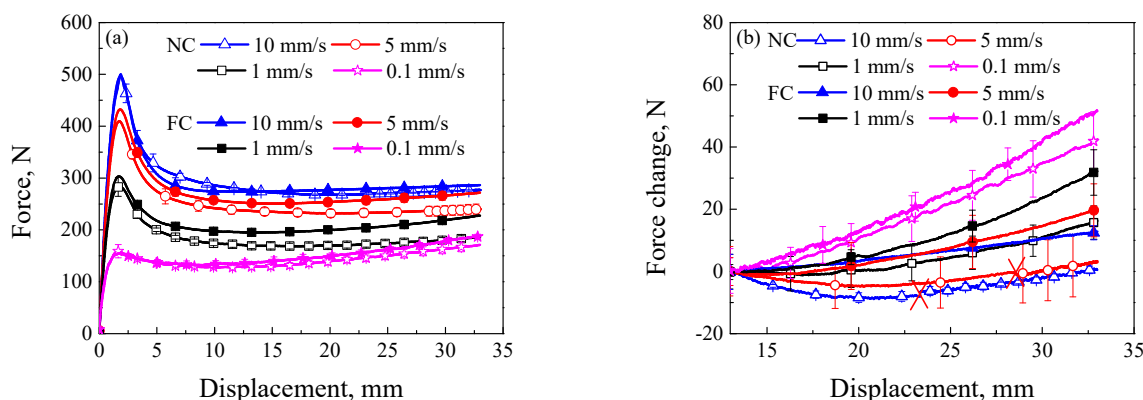 (a)
NC 10 mm/s 5 mm/s
1 mm/s 0.1 mm/s
FC 10 mm/s 5 mm/s
1 mm/s 0.1 mm/s
Force, N
600
500
400
300
200
100
0
0 5 10 15 20 25 30 35
Displacement, mm
(b)
NC 10 mm/s 5 mm/s
1 mm/s 0.1 mm/s
FC 10 mm/s 5 mm/s
1 mm/s 0.1 mm/s
Force change, N
80
60
40
20
0
-20
15 20 25 30 35
Displacement, mm